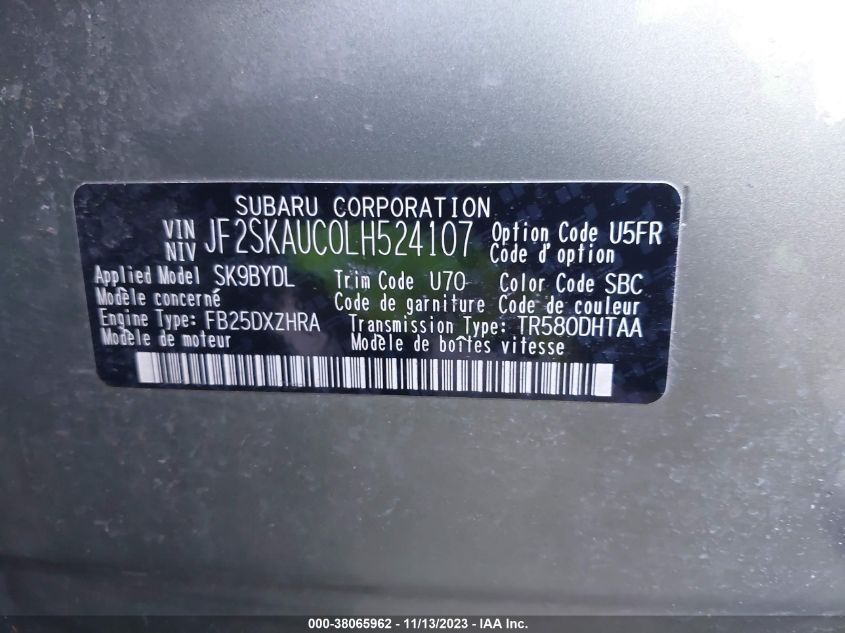 SUBARU CORPORATION
VIN JF2SKAUC0LH524107 Option Code U5FR
NIV Code d'option
Applied Model SK9BYDL Trim Code U70 Color Code SBC
Modèle concerné Code de garniture Code de couleur
Engine Type: FB25DXZHRA Transmission Type: TR580DHTAA
Modèle de moteur Modèle de boîtes vitesse
000-38065962 - 11/13/2023 - IAA Inc.